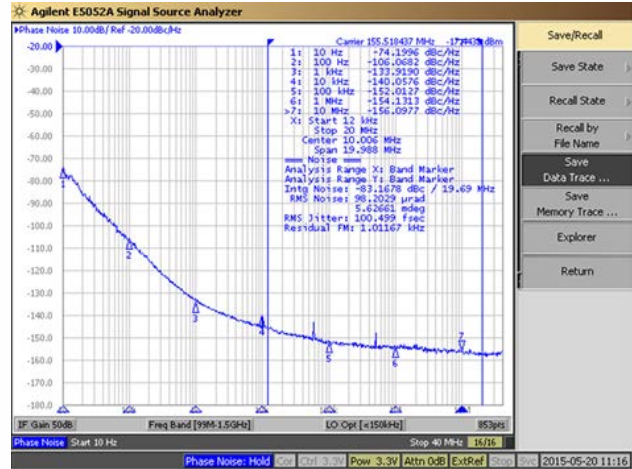 Agilent E5052A Signal Source Analyzer
Phase Noise 10.00dB/ Ref -20.00dBc/Hz
Carrier 155.518437 MHz
dBm
-20.00
-30.00
-40.00
-50.00
-60.00
-70.00
-80.00
-90.00
-100.0
-110.0
-120.0
-130.0
-140.0
-150.0
-160.0
-170.0
-180.0
1: 10 Hz -74.1996 dBc/Hz
2: 100 Hz -106.0682 dBc/Hz
3: 1 kHz -133.9190 dBc/Hz
4: 10 kHz -140.0576 dBc/Hz
5: 100 kHz -152.0127 dBc/Hz
6: 1 MHz -154.1313 dBc/Hz
>7: 10 MHz -156.0977 dBc/Hz
X: Start 12 kHz
Stop 20 MHz
Center 10.006 MHz
Span 19.988 MHz
=== Noise ===
Analysis Range X: Band Marker
Analysis Range Y: Band Marker
Intg Noise: -83.1678 dBc / 19.69 MHz
RMS Noise: 98.2029 µrad
5.62661 mdeg
RMS Jitter: 100.499 fsec
Residual FM: 1.01167 kHz
1
2
3
4
5
6
7
IF Gain 50dB
Freq Band [99M-1.5GHz]
LO Opt [<150kHz]
853pts
Phase Noise Start 10 Hz
Stop 40 MHz
16/16
Phase Noise: Hold
Cor
Ctrl 3.3V
Pow 3.3V
Attn 0dB
ExtRef
Stop
Svc
2015-05-20 11:16
Save/Recall
Save State
Recall State
Recall by
File Name
Save
Data Trace ...
Save
Memory Trace ...
Explorer
Return